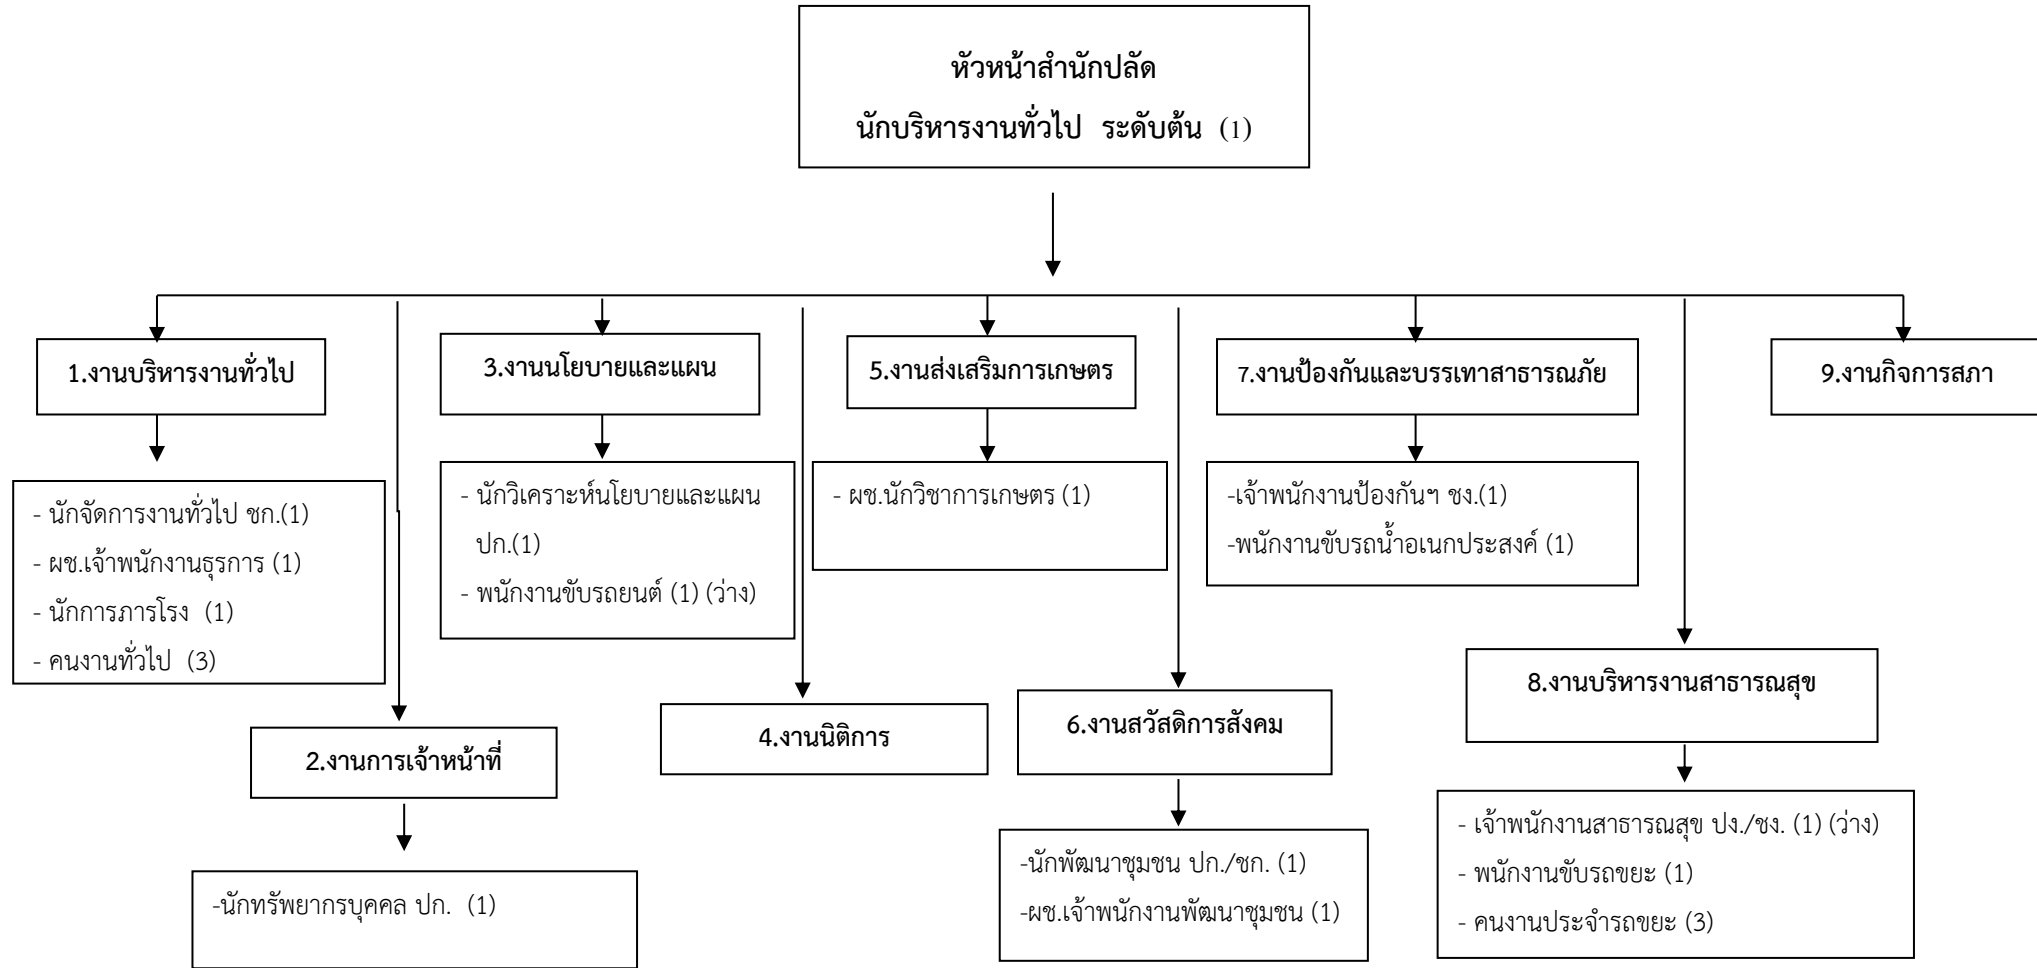 หัวหน้าสำนักปลัด
นักบริหารงานทั่วไป ระดับต้น (1)
1.งานบริหารงานทั่วไป
- นักจัดการงานทั่วไป ชก.(1)
- ผช.เจ้าพนักงานธุรการ (1)
- นักการภารโรง (1)
- คนงานทั่วไป (3)
2.งานการเจ้าหน้าที่
-นักทรัพยากรบุคคล ปก. (1)
3.งานนโยบายและแผน
- นักวิเคราะห์นโยบายและแผน
ปก.(1)
- พนักงานขับรถยนต์ (1) (ว่าง)
4.งานนิติการ
5.งานส่งเสริมการเกษตร
- ผช.นักวิชาการเกษตร (1)
6.งานสวัสดิการสังคม
-นักพัฒนาชุมชน ปก./ชก. (1)
-ผช.เจ้าพนักงานพัฒนาชุมชน (1)
7.งานป้องกันและบรรเทาสาธารณภัย
-เจ้าพนักงานป้องกันฯ ชง.(1)
-พนักงานขับรถน้ำอเนกประสงค์ (1)
8.งานบริหารงานสาธารณสุข
- เจ้าพนักงานสาธารณสุข ปง./ชง. (1) (ว่าง)
- พนักงานขับรถขยะ (1)
- คนงานประจำรถขยะ (3)
9.งานกิจการสภา